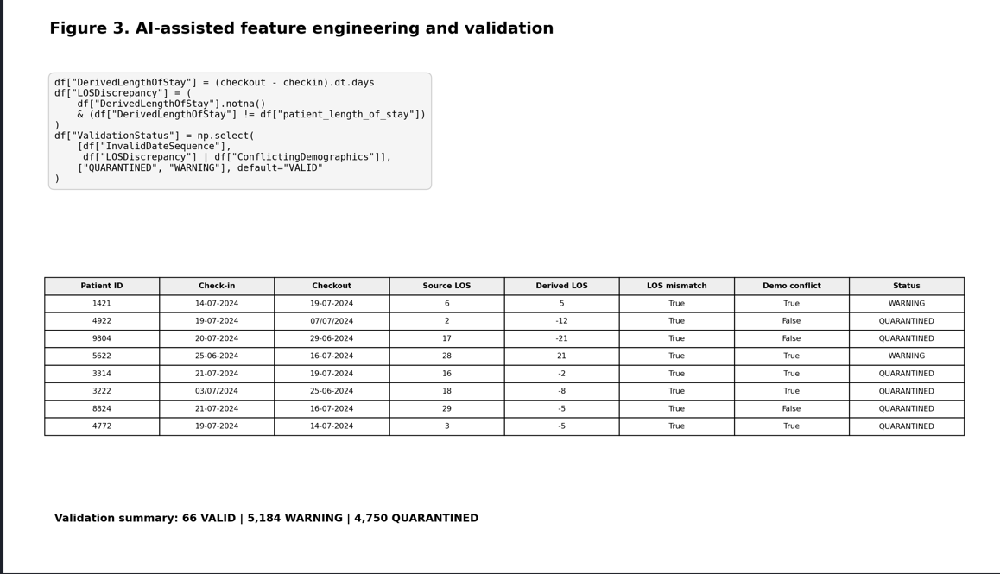 Figure 3. AI-assisted feature engineering and validation
df["DerivedLengthOfStay"] = (checkout - checkin).dt.days
df["LOSDiscrepancy"] = (
    df["DerivedLengthOfStay"].notna()
    & (df["DerivedLengthOfStay"] != df["patient_length_of_stay"])
)
df["ValidationStatus"] = np.select(
    [df["InvalidDateSequence"],
     df["LOSDiscrepancy"] | df["ConflictingDemographics"]],
    ["QUARANTINED", "WARNING"], default="VALID"
)
Patient ID Check-in Checkout Source LOS Derived LOS LOS mismatch Demo conflict Status
1421 14-07-2024 19-07-2024 6 5 True True WARNING
4922 19-07-2024 07/07/2024 2 -12 True False QUARANTINED
9804 20-07-2024 29-06-2024 17 -21 True False QUARANTINED
5622 25-06-2024 16-07-2024 28 21 True True WARNING
3314 21-07-2024 19-07-2024 16 -2 True True QUARANTINED
3222 03/07/2024 25-06-2024 18 -8 True True QUARANTINED
8824 21-07-2024 16-07-2024 29 -5 True False QUARANTINED
4772 19-07-2024 14-07-2024 3 -5 True True QUARANTINED
Validation summary: 66 VALID | 5,184 WARNING | 4,750 QUARANTINED